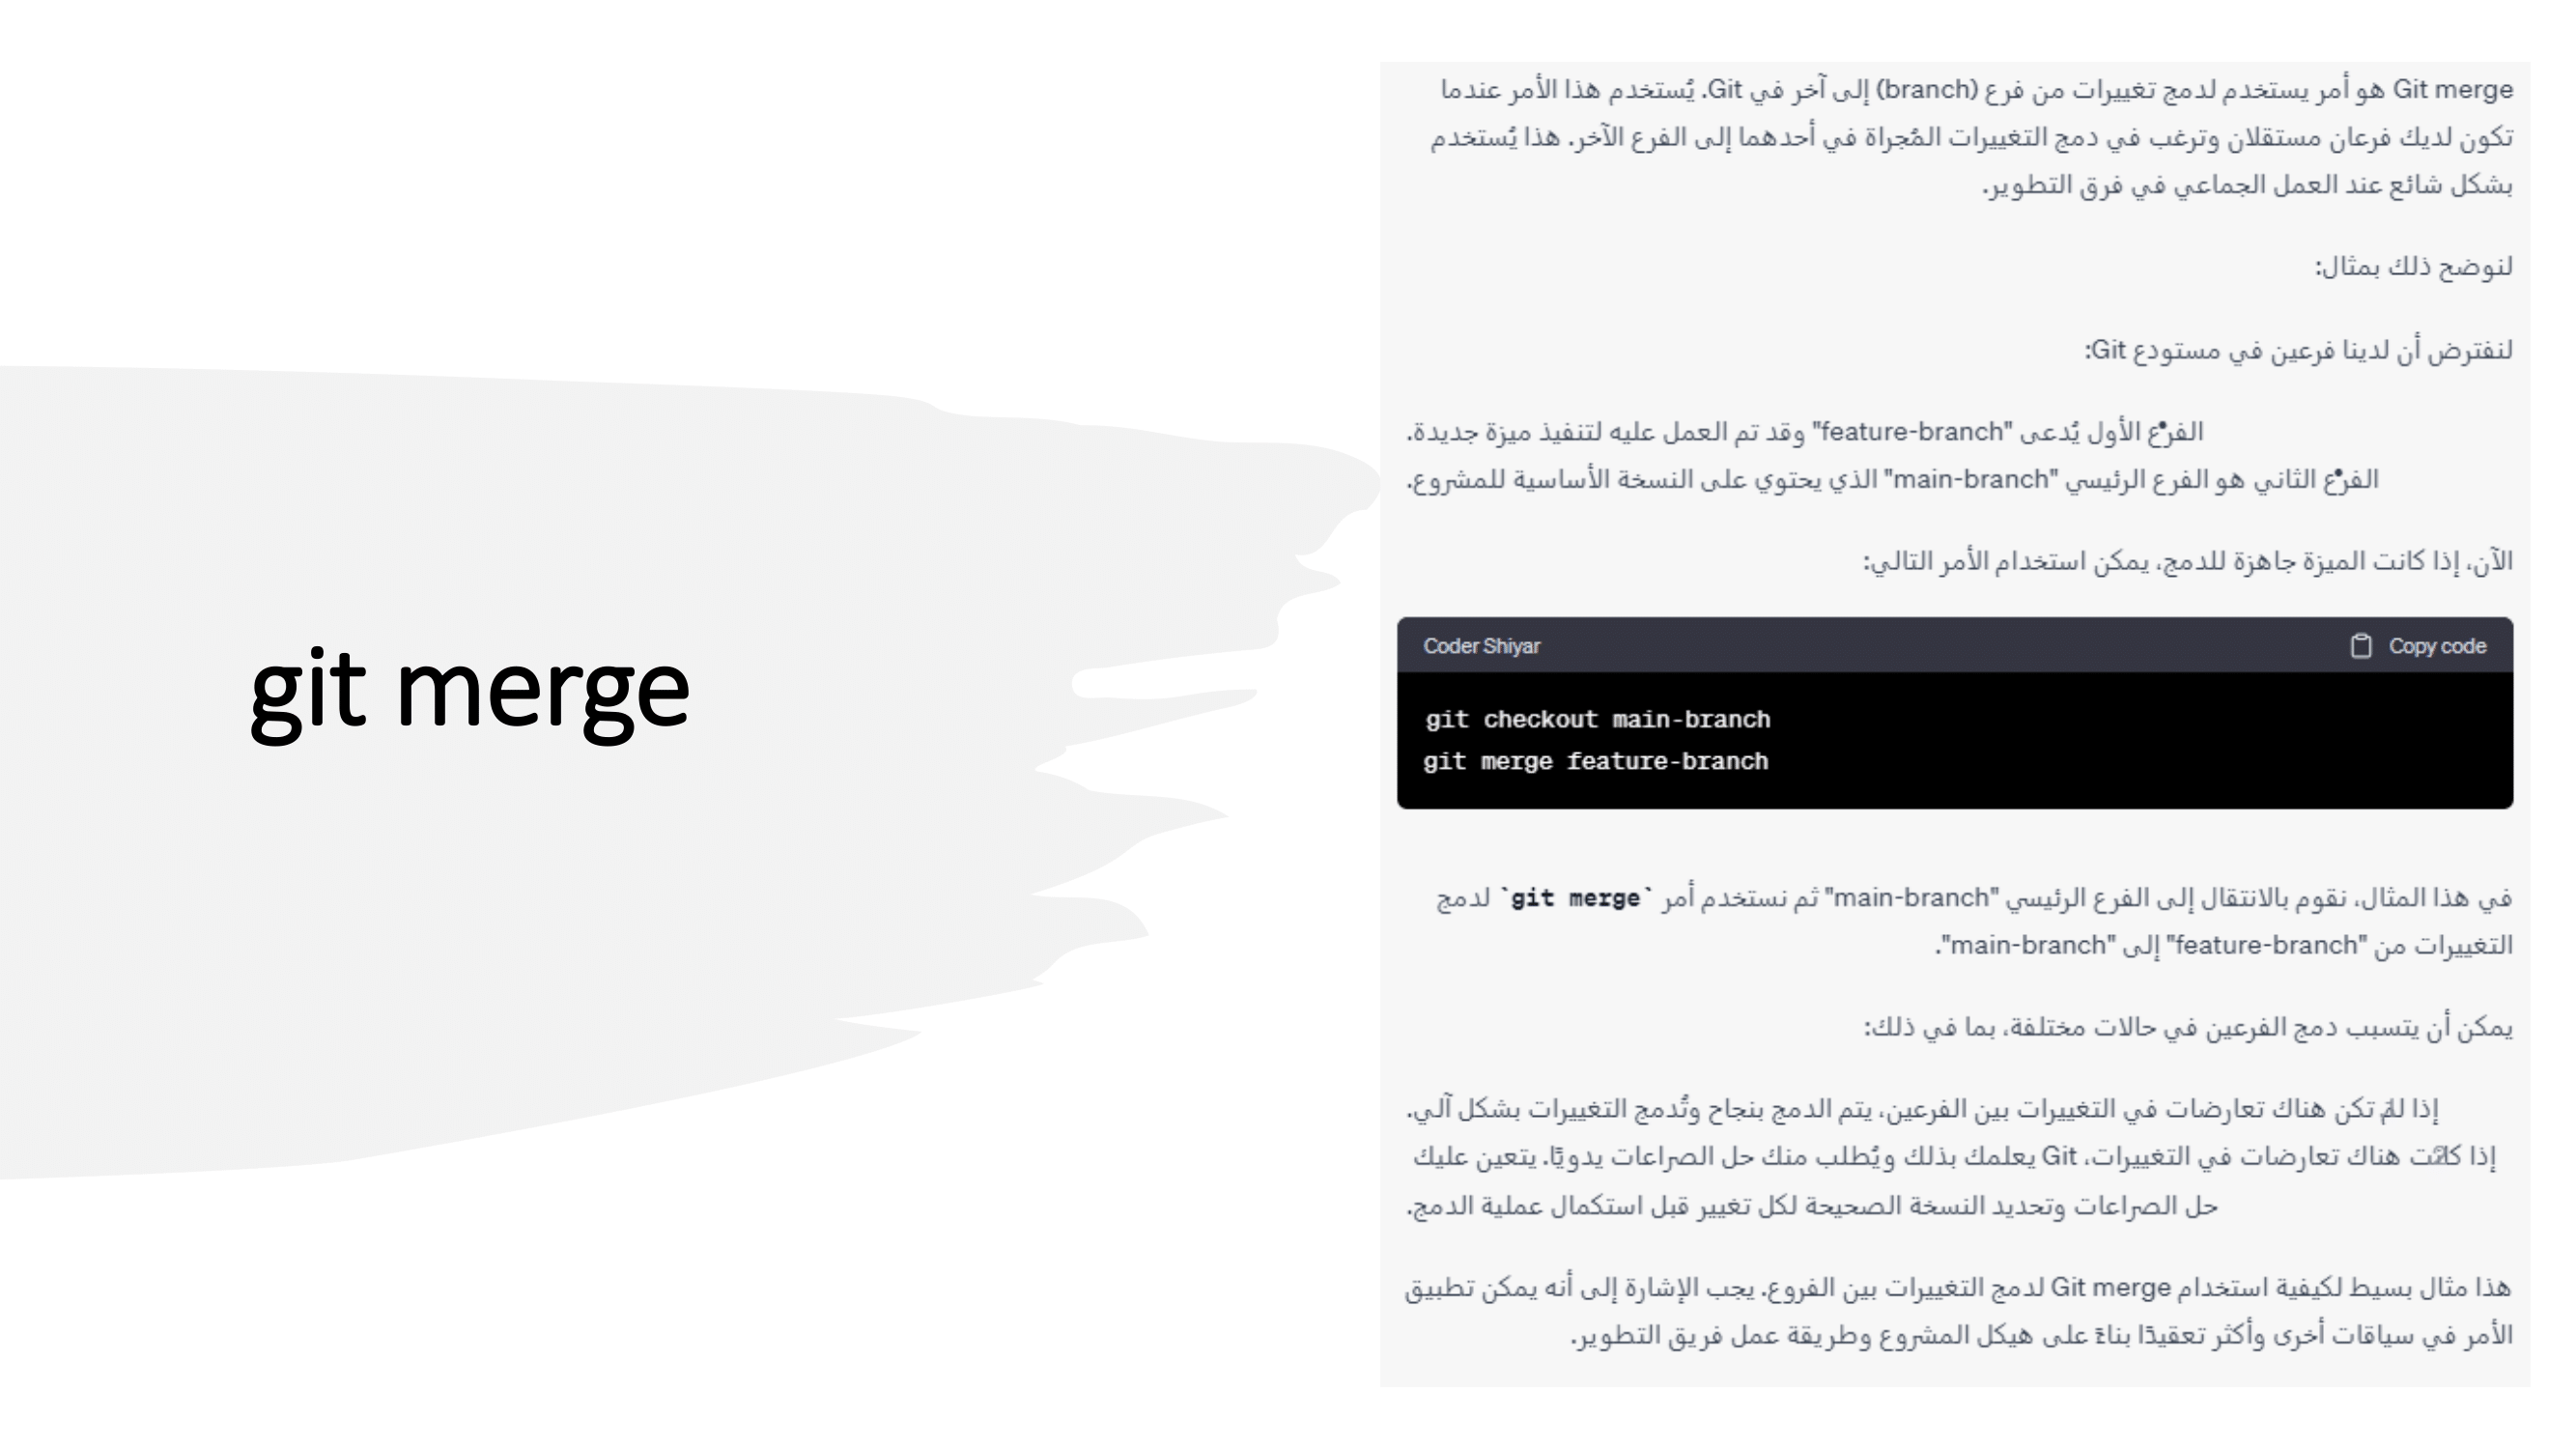 git merge
Git merge هو أمر يستخدم لدمج تغييرات من فرع (branch) إلى آخر في Git. يُستخدم هذا الأمر عندما
تكون لديك فرعان مستقلان وترغب في دمج التغييرات المُجراة في أحدهما إلى الفرع الآخر. هذا يُستخدم
بشكل شائع عند العمل الجماعي في فرق التطوير.
لنوضح ذلك بمثال:
لنفترض أن لدينا فرعين في مستودع Git:
• الفرع الأول يُدعى "feature-branch" وقد تم العمل عليه لتنفيذ ميزة جديدة.
• الفرع الثاني هو الفرع الرئيسي "main-branch" الذي يحتوي على النسخة الأساسية للمشروع.
الآن، إذا كانت الميزة جاهزة للدمج، يمكن استخدام الأمر التالي:
Coder Shiyar Copy code
git checkout main-branch
git merge feature-branch
في هذا المثال، نقوم بالانتقال إلى الفرع الرئيسي "main-branch" ثم نستخدم أمر `git merge` لدمج
التغييرات من "feature-branch" إلى "main-branch".
يمكن أن يتسبب دمج الفرعين في حالات مختلفة، بما في ذلك:
إذا لم تكن هناك تعارضات في التغييرات بين الفرعين، يتم الدمج بنجاح وتُدمج التغييرات بشكل آلي.
إذا كانت هناك تعارضات في التغييرات، Git يعلمك بذلك ويُطلب منك حل الصراعات يدويًا. يتعين عليك
حل الصراعات وتحديد النسخة الصحيحة لكل تغيير قبل استكمال عملية الدمج.
هذا مثال بسيط لكيفية استخدام Git merge لدمج التغييرات بين الفروع. يجب الإشارة إلى أنه يمكن تطبيق
الأمر في سياقات أخرى وأكثر تعقيدًا بناءً على هيكل المشروع وطريقة عمل فريق التطوير.